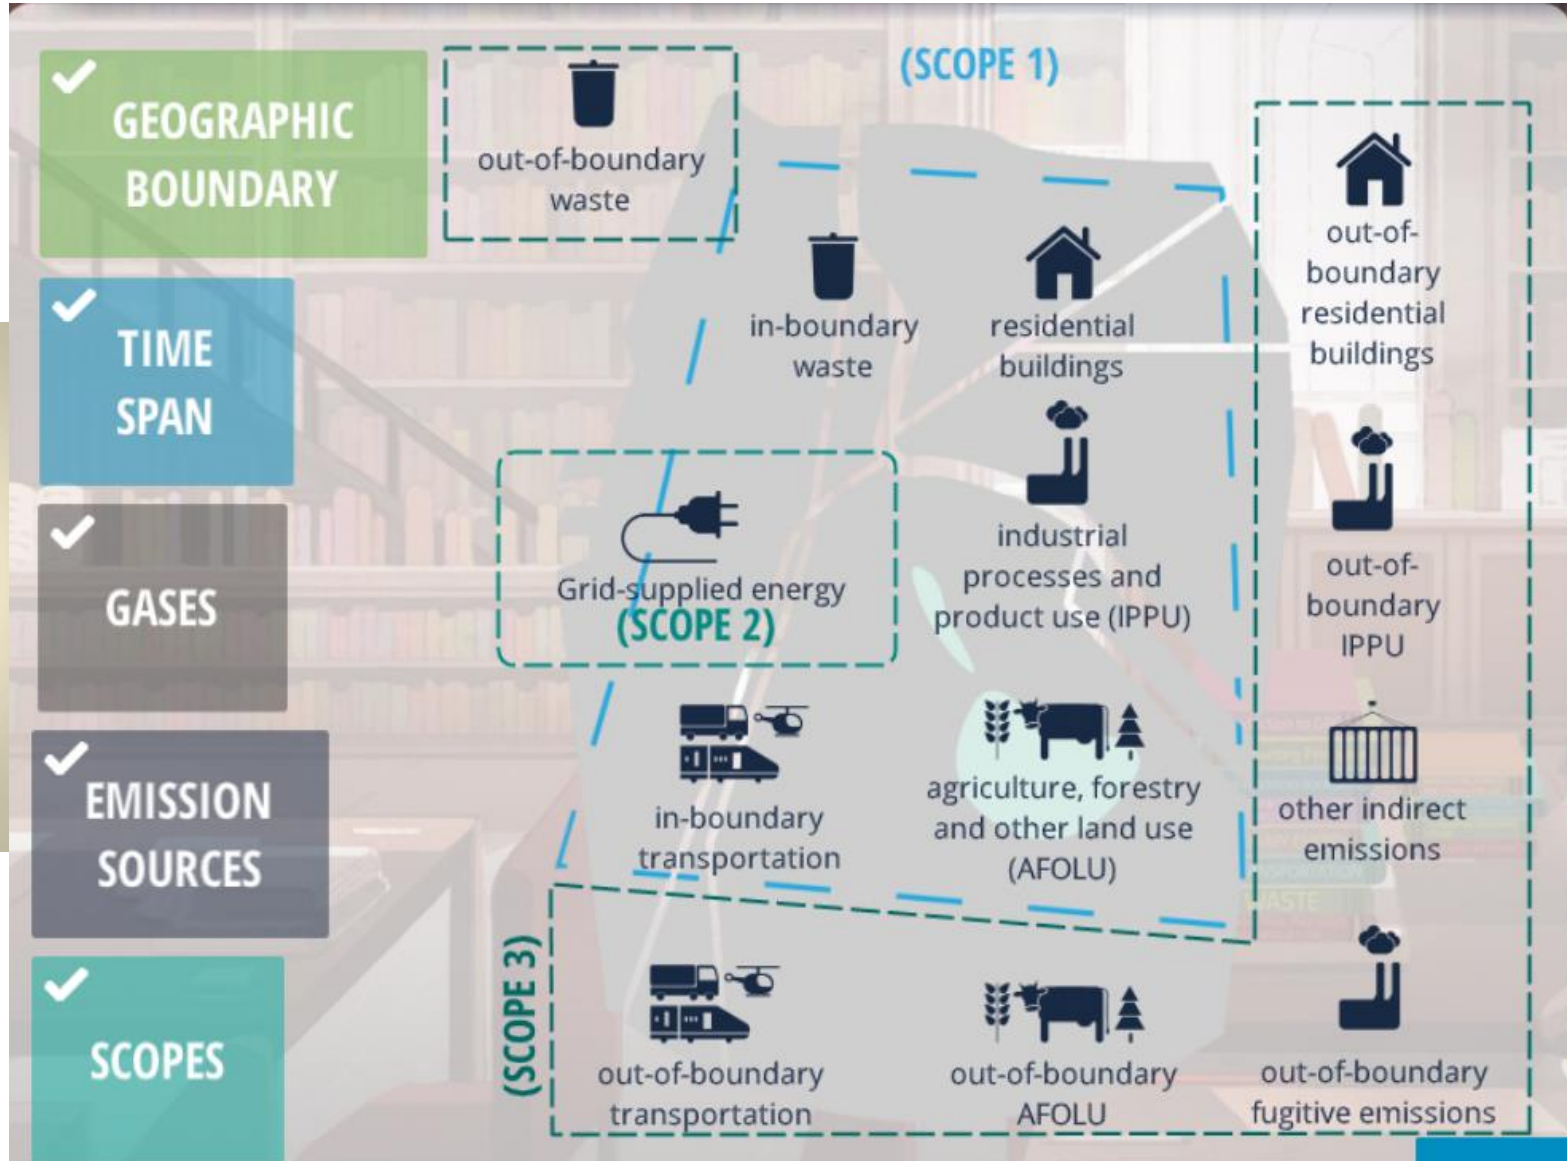 GEOGRAPHIC
BOUNDARY
TIME
SPAN
GASES
EMISSION
SOURCES
SCOPES
out-of-boundary
waste
(SCOPE 1)
in-boundary
waste
residential
buildings
Grid-supplied energy
(SCOPE 2)
industrial
processes and
product use (IPPU)
in-boundary
transportation
agriculture, forestry
and other land use
(AFOLU)
out-of-
boundary
residential
buildings
out-of-
boundary
IPPU
other indirect
emissions
WASTE
(SCOPE 3)
out-of-boundary
transportation
out-of-boundary
AFOLU
out-of-boundary
fugitive emissions